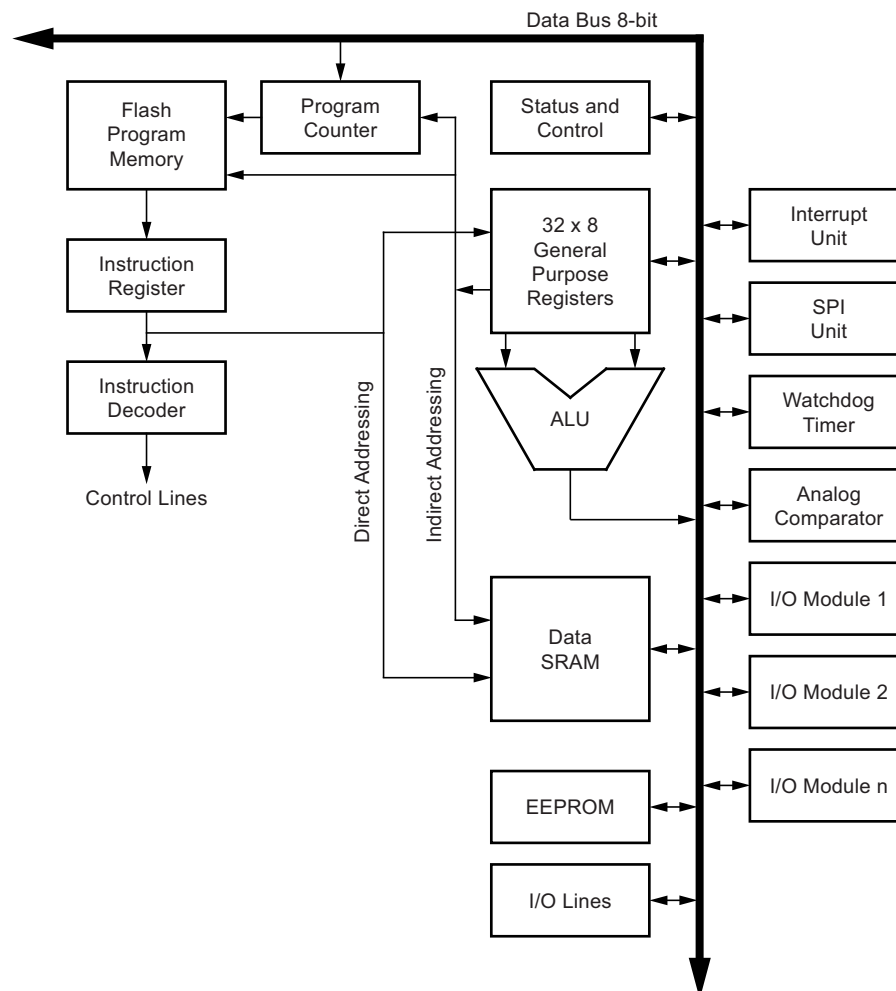 Data Bus 8-bit
Flash
Program
Memory
Program
Counter
Status and
Control
Interrupt
Unit
32 x 8
General
Purpose
Registers
Instruction
Register
SPI
Unit
Instruction
Decoder
Direct Addressing
Indirect Addressing
ALU
Watchdog
Timer
Control Lines
Analog
Comparator
I/O Module 1
Data
SRAM
I/O Module 2
I/O Module n
EEPROM
I/O Lines